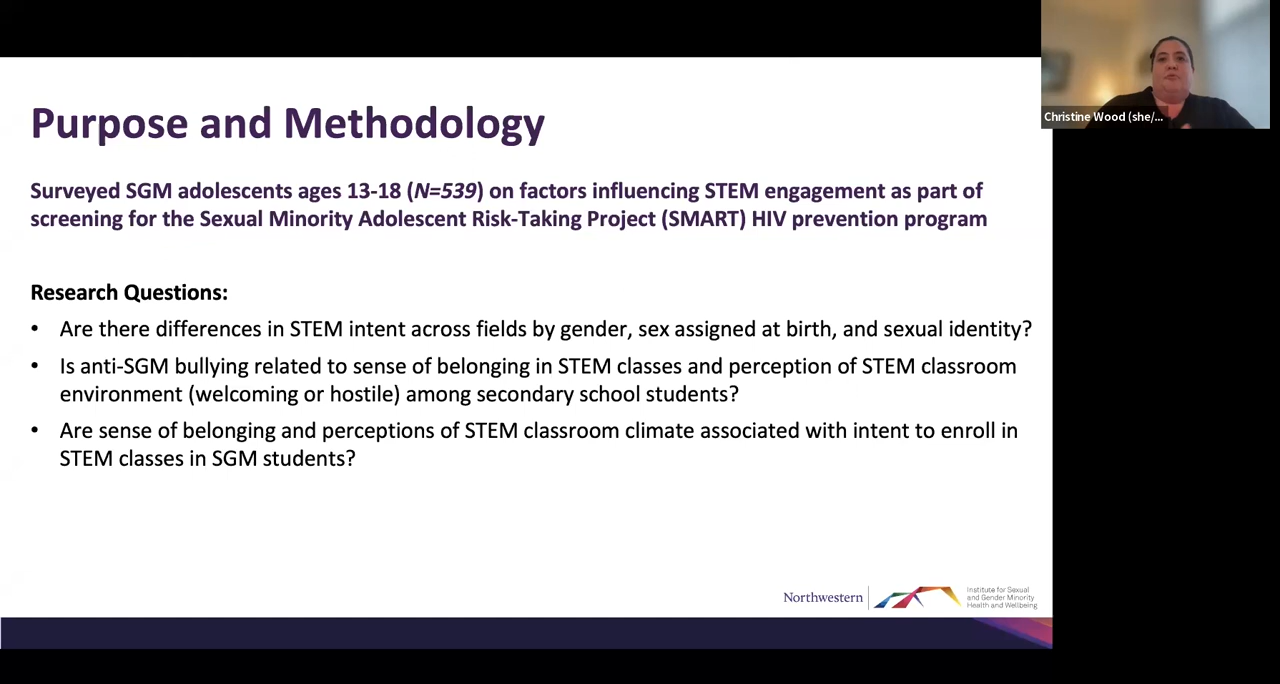 Purpose and Methodology
Surveyed SGM adolescents ages 13-18 (N=539) on factors influencing STEM engagement as part of
screening for the Sexual Minority Adolescent Risk-Taking Project (SMART) HIV prevention program
Research Questions:
• Are there differences in STEM intent across fields by gender, sex assigned at birth, and sexual identity?
• Is anti-SGM bullying related to sense of belonging in STEM classes and perception of STEM classroom
environment (welcoming or hostile) among secondary school students?
• Are sense of belonging and perceptions of STEM classroom climate associated with intent to enroll in
STEM classes in SGM students?
Northwestern
Institute for Sexual
and Gender Minority
Health and Wellbeing
Christine Wood (she/...